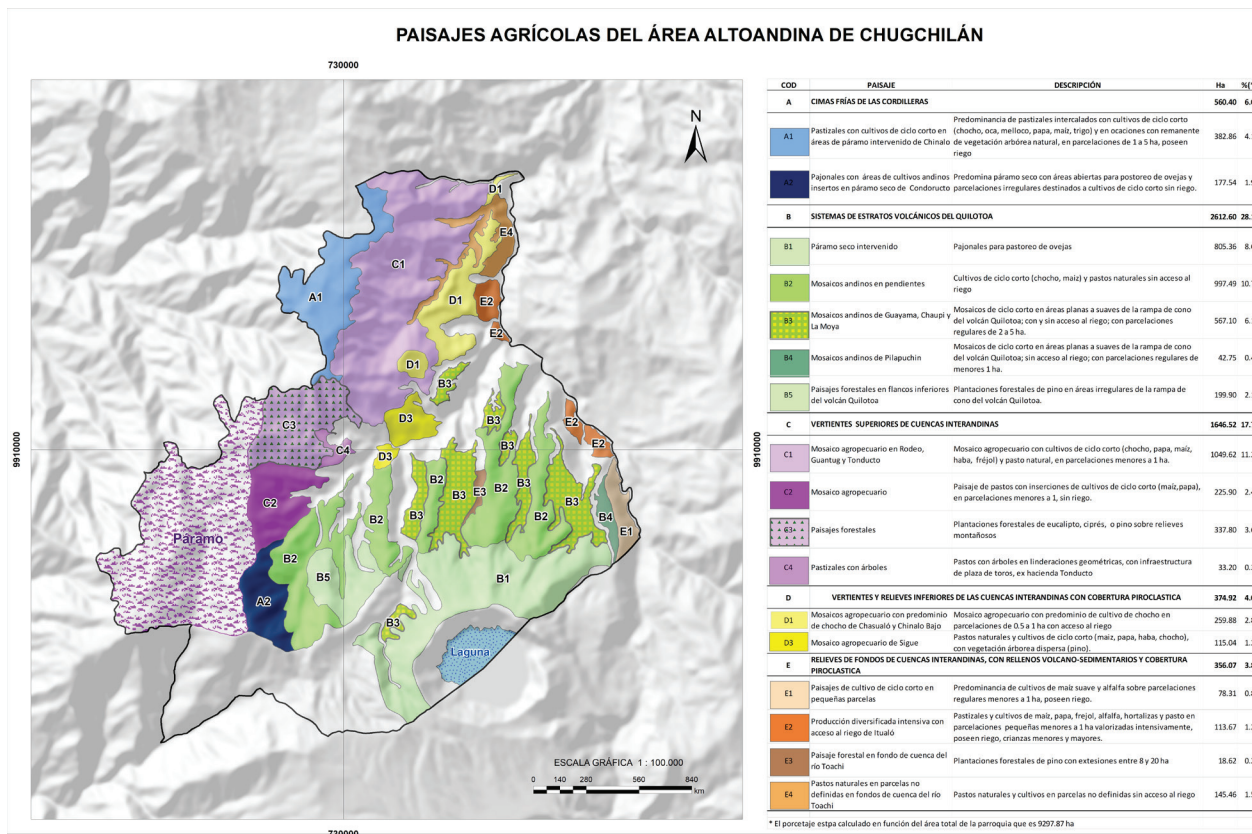 PAISAJES AGRÍCOLAS DEL ÁREA ALTOANDINA DE CHUGCHILÁN
730000
N
D1
E4
C1
A1
D1
E2
E2
D1
B3
C3
D3
B3
E2
C4
E2
B3
9910000
9910000
D3
B2
B3
E3
B2
B3
B3
C2
B3
B2
B2
B4
E1
Páramo
B2
B5
B1
A2
B3
Laguna
ESCALA GRÁFICA 1 : 100.000
0 140 280 560 840
km
730000
COD PAISAJE DESCRIPCIÓN Ha
A CIMAS FRÍAS DE LAS CORDILLERAS 560.40
A1 Pastizales con cultivos de ciclo corto en
áreas de páramo intervenido de Chinalo
Predominancia de pastizales intercalados con cultivos de ciclo corto
(chocho, oca, melloco, papa, maíz, trigo) y en ocaciones con remanente
de vegetación arbórea natural, en parcelaciones de 1 a 5 ha, poseen
riego
382.86
A2 Pajonales con áreas de cultivos andinos
insertos en páramo seco de Condoructo
Predomina páramo seco con áreas abiertas para postoreo de ovejas y
parcelaciones irregulares destinados a cultivos de ciclo corto sin riego.
177.54
B SISTEMAS DE ESTRATOS VOLCÁNICOS DEL QUILOTOA 2612.60
B1 Páramo seco intervenido Pajonales para pastoreo de ovejas 805.36
B2 Mosaicos andinos en pendientes
Cultivos de ciclo corto (chocho, maiz) y pastos naturales sin acceso al
riego
997.49
B3 Mosaicos andinos de Guayama, Chaupi y
La Moya
Mosaicos de ciclo corto en áreas planas a suaves de la rampa de cono
del volcán Quilotoa; con y sin acceso al riego; con parcelaciones
regulares de 2 a 5 ha.
567.10
B4 Mosaicos andinos de Pilapuchin
Mosaicos de ciclo corto en áreas planas a suaves de la rampa de cono
del volcán Quilotoa; sin acceso al riego; con parcelaciones regulares de
menores 1 ha.
42.75
B5 Paisajes forestales en flancos inferiores
del volcán Quilotoa
Plantaciones forestales de pino en áreas irregulares de la rampa de
cono del volcán Quilotoa.
199.90
C VERTIENTES SUPERIORES DE CUENCAS INTERANDINAS 1646.52
C1 Mosaico agropecuario en Rodeo,
Guantug y Tonducto
Mosaico agropecuario con cultivos de ciclo corto (chocho, papa, maíz,
haba, fréjol) y pasto natural, en parcelaciones menores a 1 ha.
1049.62
C2 Mosaico agropecuario
Paisaje de pastos con inserciones de cultivos de ciclo corto (maíz,papa),
en parcelaciones menores a 1, sin riego.
225.90
C3 Paisajes forestales
Plantaciones forestales de eucalipto, ciprés, o pino sobre relieves
montañosos
337.80
C4 Pastizales con árboles
Pastos con árboles en linderaciones geométricas, con infraestructura
de plaza de toros, ex hacienda Tonducto
33.20
D VERTIENTES Y RELIEVES INFERIORES DE LAS CUENCAS INTERANDINAS CON COBERTURA PIROCLASTICA 374.92
D1 Mosaicos agropecuario con predominio
de chocho de Chasualó y Chinalo Bajo
Mosaico agropecuario con predominio de cultivo de chocho en
parcelaciones de 0.5 a 1 ha con acceso al riego
259.88
D3 Mosaico agropecuario de Sigue
Pastos naturales y cultivos de ciclo corto (maiz, papa, haba, chocho),
con vegetación árborea dispersa (pino).
115.04
E RELIEVES DE FONDOS DE CUENCAS INTERANDINAS, CON RELLENOS VOLCANO-SEDIMENTARIOS Y COBERTURA
PIROCLASTICA
356.07
E1 Paisajes de cultivo de ciclo corto en
pequeñas parcelas
Predominancia de cultivos de maíz suave y alfalfa sobre parcelaciones
regulares menores a 1 ha, poseen riego.
78.31
E2 Producción diversificada intensiva con
acceso al riego de Itualó
Pastizales y cultivos de maíz, papa, frejol, alfalfa, hortalizas y pasto en
parcelaciones pequeñas menores a 1 ha valorizadas intensivamente,
poseen riego, crianzas menores y mayores.
113.67
E3 Paisaje forestal en fondo de cuenca del
río Toachi
Plantaciones forestales de pino con extesiones entre 8 y 20 ha
18.62
E4 Pastos naturales en parcelas no
definidas en fondos de cuenca del río
Toachi
Pastos naturales y cultivos en parcelas no definidas sin acceso al riego
145.46
* El porcetaje estpa calculado en función del área total de la parroquia que es 9297.87 ha